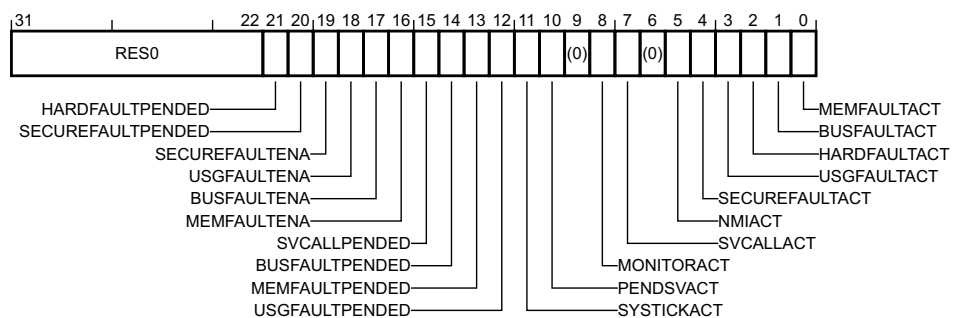 31 22 21 20 19 18 17 16 15 14 13 12 11 10 9 8 7 6 5 4 3 2 1 0
RES0 (0) (0)
HARDFAULTPENDED MEMFAULTACT
SECUREFAULTPENDED BUSFAULTACT
SECUREFAULTENA HARDFAULTACT
USGFAULTENA USGFAULTACT
BUSFAULTENA SECUREFAULTACT
MEMFAULTENA NMIACT
SVCALLPENDED SVCALLACT
BUSFAULTPENDED MONITORACT
MEMFAULTPENDED PENDSVACT
USGFAULTPENDED SYSTICKACT